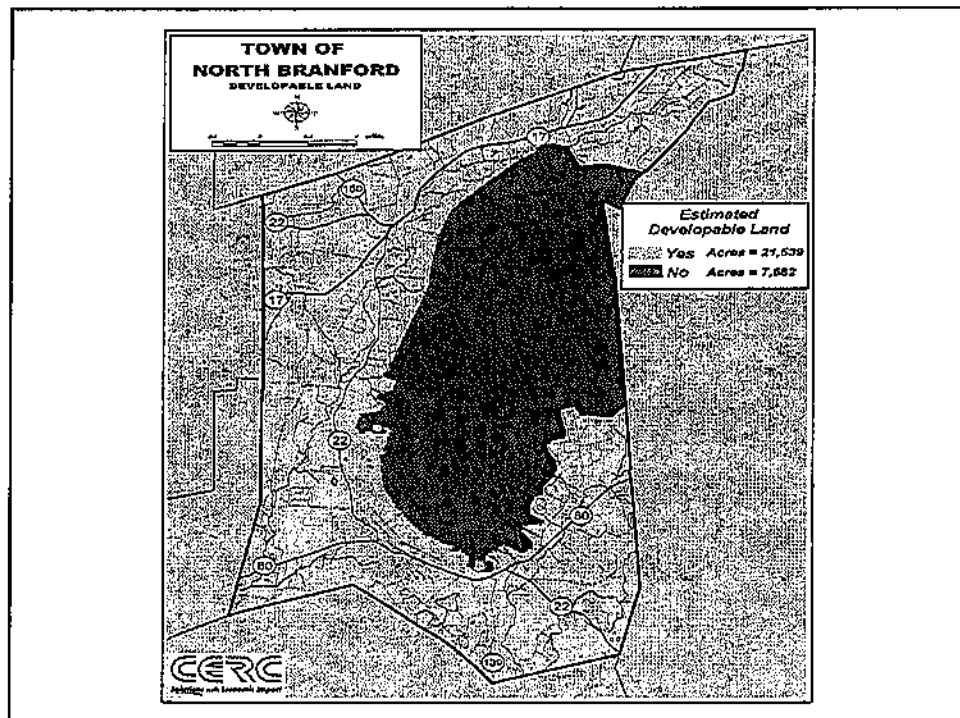 TOWN OF
NORTH BRANFORD
DEVELOPABLE LAND
17
Estimated
Developable Land
Yes Acres = 21,539
No Acres = 7,682
150
22
17
22
80
80
22
139
CERC